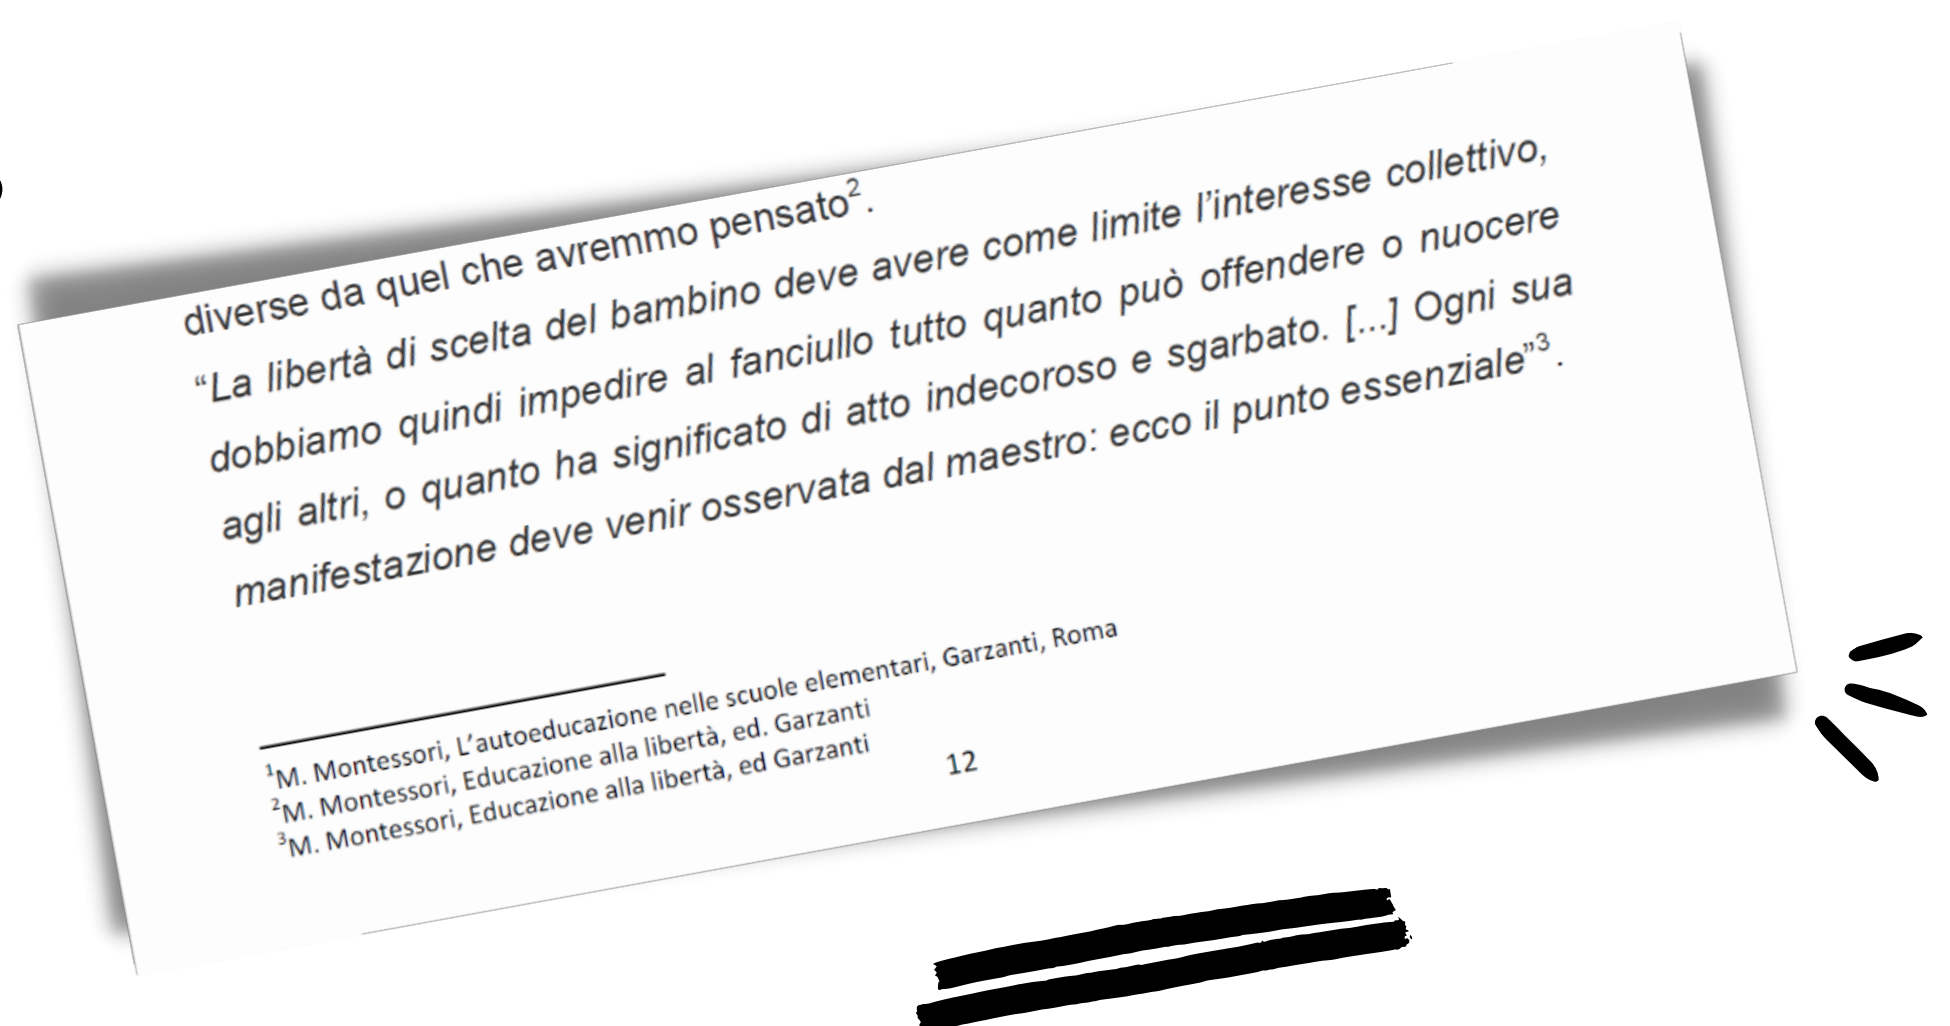 diverse da quel che avremmo pensato².
“La libertà di scelta del bambino deve avere come limite l’interesse collettivo,
dobbiamo quindi impedire al fanciullo tutto quanto può offendere o nuocere
agli altri, o quanto ha significato di atto indecoroso e sgarbato. [...] Ogni sua
manifestazione deve venir osservata dal maestro: ecco il punto essenziale”³.
¹M. Montessori, L’autoeducazione nelle scuole elementari, Garzanti, Roma
²M. Montessori, Educazione alla libertà, ed. Garzanti
³M. Montessori, Educazione alla libertà, ed Garzanti
12